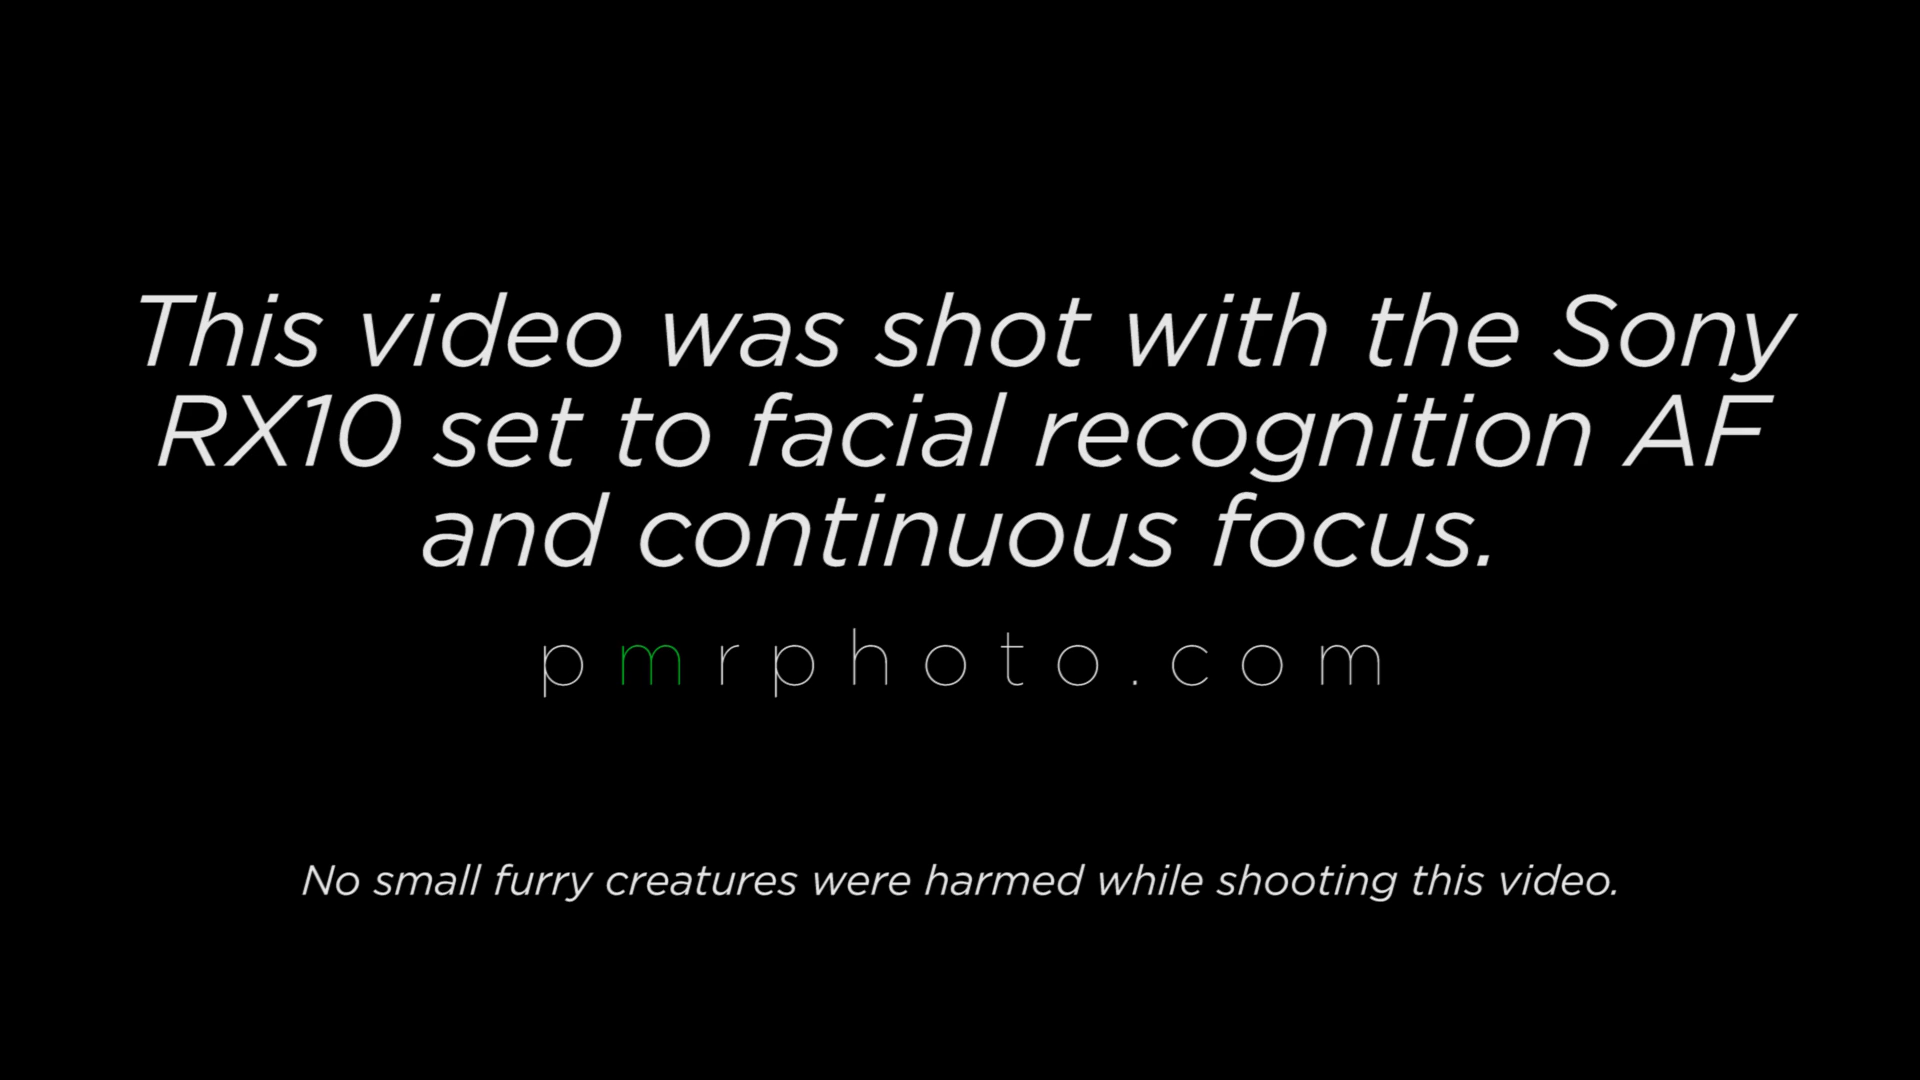 This video was shot with the Sony
RX10 set to facial recognition AF
and continuous focus.
pmrphoto.com
No small furry creatures were harmed while shooting this video.